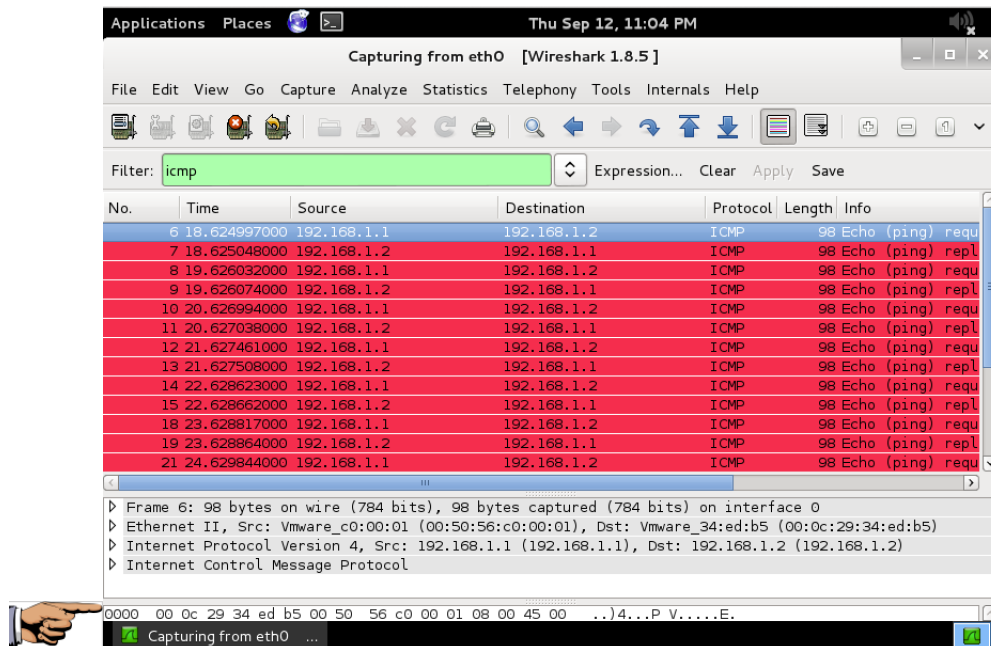 Applications Places Thu Sep 12, 11:04 PM
Capturing from eth0 [Wireshark 1.8.5 ]
File Edit View Go Capture Analyze Statistics Telephony Tools Internals Help
Filter: icmp Expression... Clear Apply Save
No. Time Source Destination Protocol Length Info
6 18.624997000 192.168.1.1 192.168.1.2 ICMP 98 Echo (ping) requ
7 18.625048000 192.168.1.2 192.168.1.1 ICMP 98 Echo (ping) repl
8 19.626032000 192.168.1.1 192.168.1.2 ICMP 98 Echo (ping) requ
9 19.626074000 192.168.1.2 192.168.1.1 ICMP 98 Echo (ping) repl
10 20.626994000 192.168.1.1 192.168.1.2 ICMP 98 Echo (ping) requ
11 20.627038000 192.168.1.2 192.168.1.1 ICMP 98 Echo (ping) repl
12 21.627461000 192.168.1.1 192.168.1.2 ICMP 98 Echo (ping) requ
13 21.627508000 192.168.1.2 192.168.1.1 ICMP 98 Echo (ping) repl
14 22.628623000 192.168.1.1 192.168.1.2 ICMP 98 Echo (ping) requ
15 22.628662000 192.168.1.2 192.168.1.1 ICMP 98 Echo (ping) repl
18 23.628817000 192.168.1.1 192.168.1.2 ICMP 98 Echo (ping) requ
19 23.628864000 192.168.1.2 192.168.1.1 ICMP 98 Echo (ping) repl
21 24.629844000 192.168.1.1 192.168.1.2 ICMP 98 Echo (ping) requ
Frame 6: 98 bytes on wire (784 bits), 98 bytes captured (784 bits) on interface 0
Ethernet II, Src: Vmware_c0:00:01 (00:50:56:c0:00:01), Dst: Vmware_34:ed:b5 (00:0c:29:34:ed:b5)
Internet Protocol Version 4, Src: 192.168.1.1 (192.168.1.1), Dst: 192.168.1.2 (192.168.1.2)
Internet Control Message Protocol
0000 00 0c 29 34 ed b5 00 50 56 c0 00 01 08 00 45 00 ..)4...P V.....E.
Capturing from eth0 ...